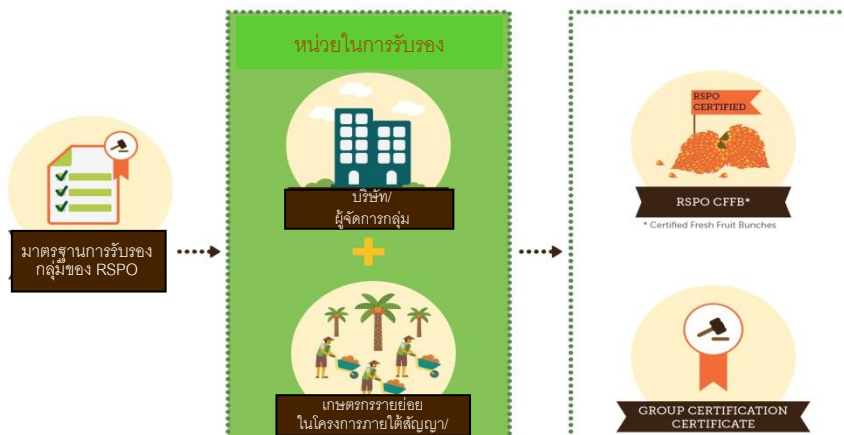 หน่วยในการรับรอง
มาตรฐานการรับรอง
กลุ่มของ RSPO
บริษัท/
ผู้จัดการกลุ่ม
เกษตรกรรายย่อย
ในโครงการภายใต้สัญญา/
RSPO
CERTIFIED
RSPO CFFB*
* Certified Fresh Fruit Bunches
GROUP CERTIFICATION
CERTIFICATE